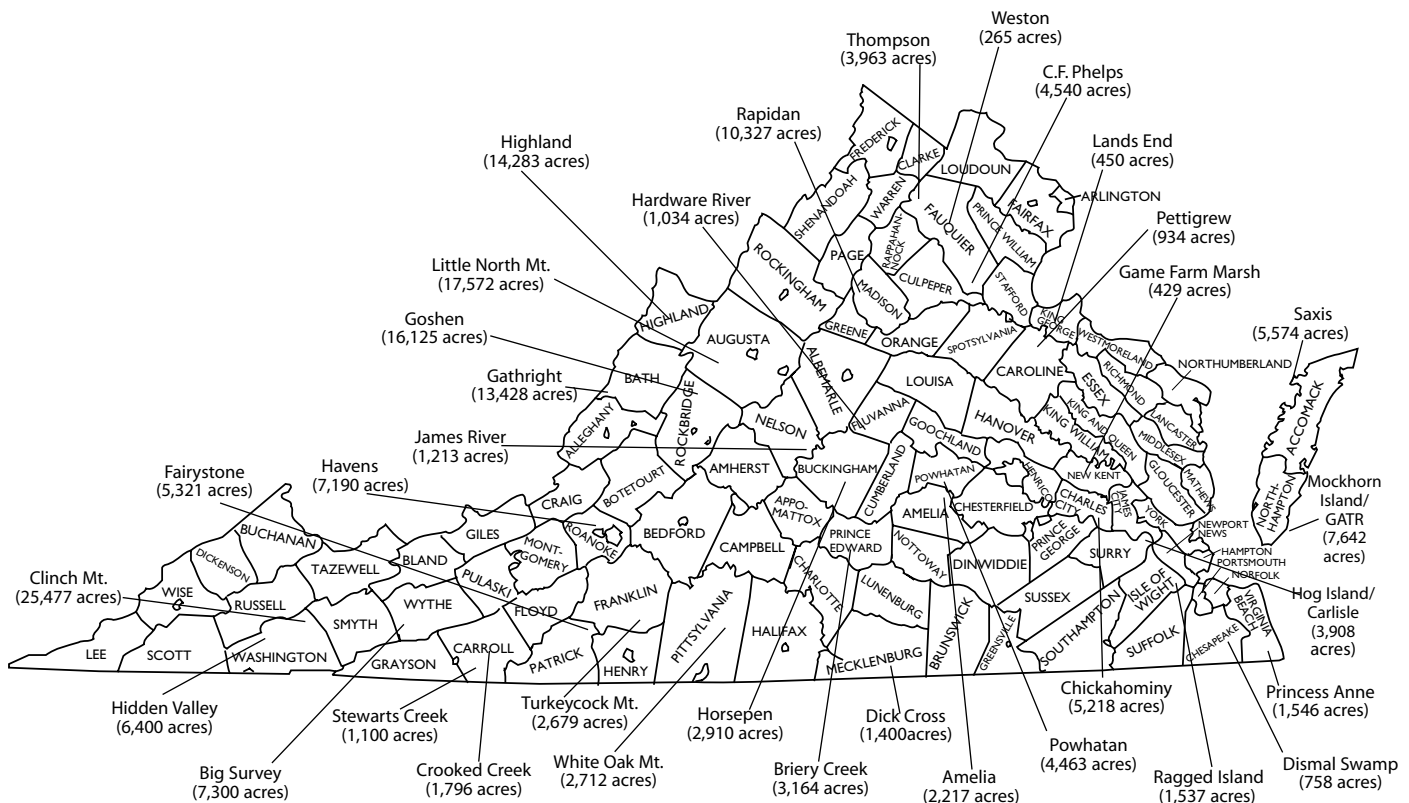 Weston
(265 acres)
Thompson
(3,963 acres)
C.F. Phelps
(4,540 acres)
Rapidan
(10,327 acres)
Highland
(14,283 acres)
Lands End
(450 acres)
Hardware River
(1,034 acres)
Pettigrew
(934 acres)
Little North Mt.
(17,572 acres)
Game Farm Marsh
(429 acres)
Goshen
(16,125 acres)
Saxis
(5,574 acres)
Gathright
(13,428 acres)
James River
(1,213 acres)
Havens
(7,190 acres)
Fairystone
(5,321 acres)
Clinch Mt.
(25,477 acres)
Mockhorn
Island/
GATR
(7,642
acres)
Hog Island/
Carlisle
(3,908
acres)
Hidden Valley
(6,400 acres)
Stewarts Creek
(1,100 acres)
Turkeycock Mt.
(2,679 acres)
Horsepen
(2,910 acres)
Dick Cross
(1,400acres)
Chickahominy
(5,218 acres)
Princess Anne
(1,546 acres)
Big Survey
(7,300 acres)
Crooked Creek
(1,796 acres)
White Oak Mt.
(2,712 acres)
Briery Creek
(3,164 acres)
Amelia
(2,217 acres)
Powhatan
(4,463 acres)
Ragged Island
(1,537 acres)
Dismal Swamp
(758 acres)
FREDERICK
CLARKE
LOUDOUN
SHENANDOAH
WARREN
FAUQUIER
PRINCE WILLIAM
FAIRFAX
ARLINGTON
ROCKINGHAM
PAGE
RAPPAHAN-
NOCK
CULPEPER
MADISON
STAFFORD
HIGHLAND
AUGUSTA
GREENE
ORANGE
SPOTSYLVANIA
KING
GEORGE
WESTMORELAND
NORTHUMBERLAND
BATH
ROCKBRIDGE
ALBEMARLE
LOUISA
CAROLINE
ESSEX
RICHMOND
LANCASTER
ACCOMACK
ALLEGHANY
NELSON
FLUVANNA
GOOCHLAND
HANOVER
KING WILLIAM
KING AND QUEEN
MIDDLESEX
MATHEWS
GLOUCESTER
CRAIG
BOTETOURT
AMHERST
BUCKINGHAM
CUMBERLAND
POWHATAN
HENRICO
NEW KENT
CHARLES
CITY
JAMES
CITY
YORK
NORTH-
HAMPTON
NEWPORT
NEWS
HAMPTON
PORTSMOUTH
NORFOLK
BUCHANAN
DICKENSON
WISE
TAZEWELL
BLAND
GILES
MONT-
GOMERY
ROANOKE
BEDFORD
CAMPBELL
APPO-
MATTOX
PRINCE
EDWARD
AMELIA
CHESTERFIELD
NOTTOWAY
DINWIDDIE
PRINCE
GEORGE
SURRY
ISLE OF
WIGHT
RUSSELL
SMYTH
WYTHE
PULASKI
FLOYD
FRANKLIN
PITTSYLVANIA
HALIFAX
CHARLOTTE
LUNENBURG
BRUNSWICK
GREENSVILLE
SUSSEX
SOUTHAMPTON
SUFFOLK
CHESAPEAKE
VIRGINIA
BEACH
LEE
SCOTT
WASHINGTON
GRAYSON
CARROLL
PATRICK
HENRY
MECKLENBURG